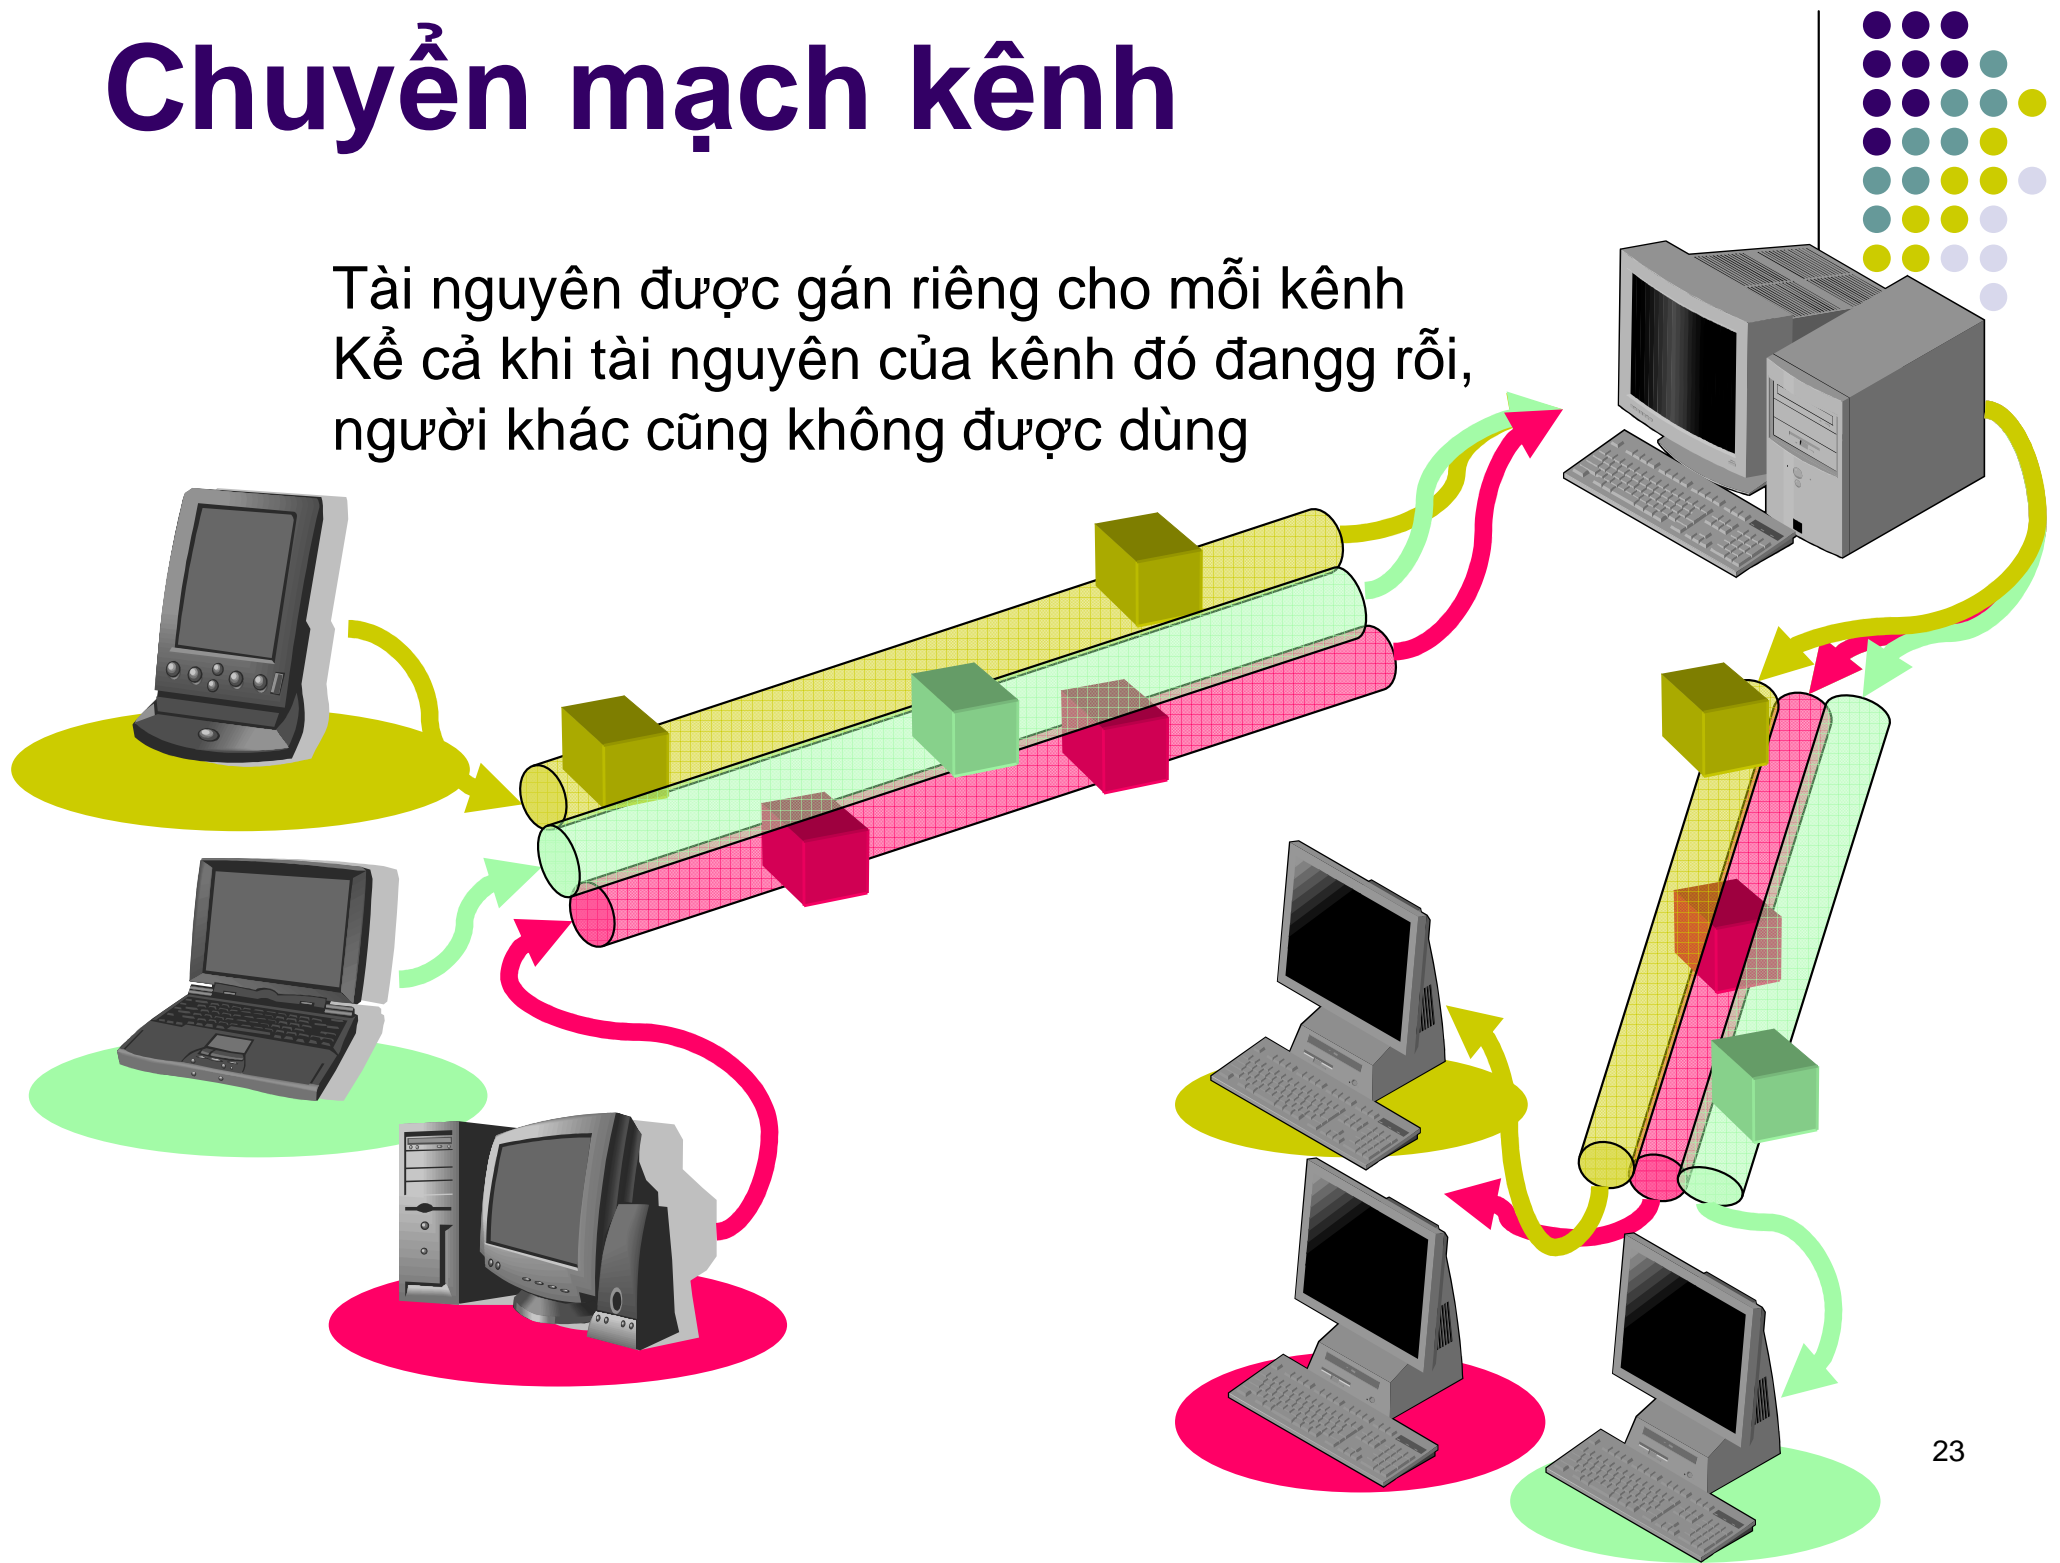 Chuyển mạch kênh
Tài nguyên được gán riêng cho mỗi kênh
Kể cả khi tài nguyên của kênh đó đangg rỗi,
người khác cũng không được dùng
23